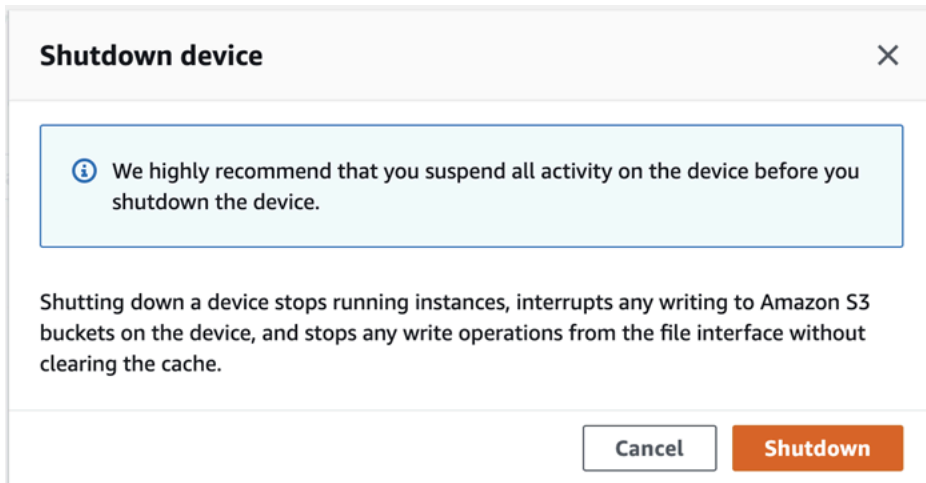 Shutdown device
We highly recommend that you suspend all activity on the device before you
shutdown the device.
Shutting down a device stops running instances, interrupts any writing to Amazon S3
buckets on the device, and stops any write operations from the file interface without
clearing the cache.
Cancel
Shutdown